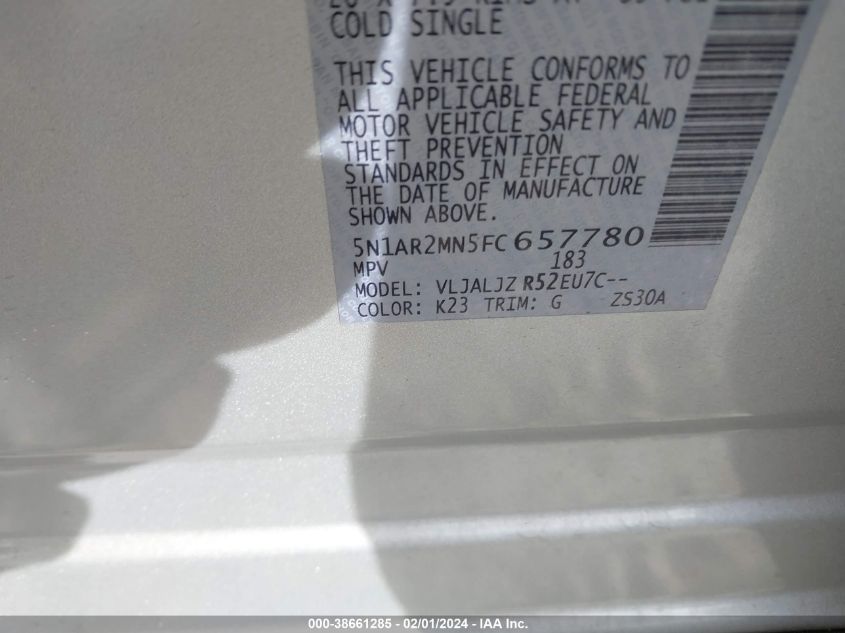 COLD SINGLE
THIS VEHICLE CONFORMS TO
ALL APPLICABLE FEDERAL
MOTOR VEHICLE SAFETY AND
THEFT PREVENTION
STANDARDS IN EFFECT ON
THE DATE OF MANUFACTURE
SHOWN ABOVE.
5N1AR2MN5FC657780
MPV 183
MODEL: VLJALJZ R52EU7C--
COLOR: K23 TRIM: G ZS30A
000-38661285 - 02/01/2024 - IAA Inc.